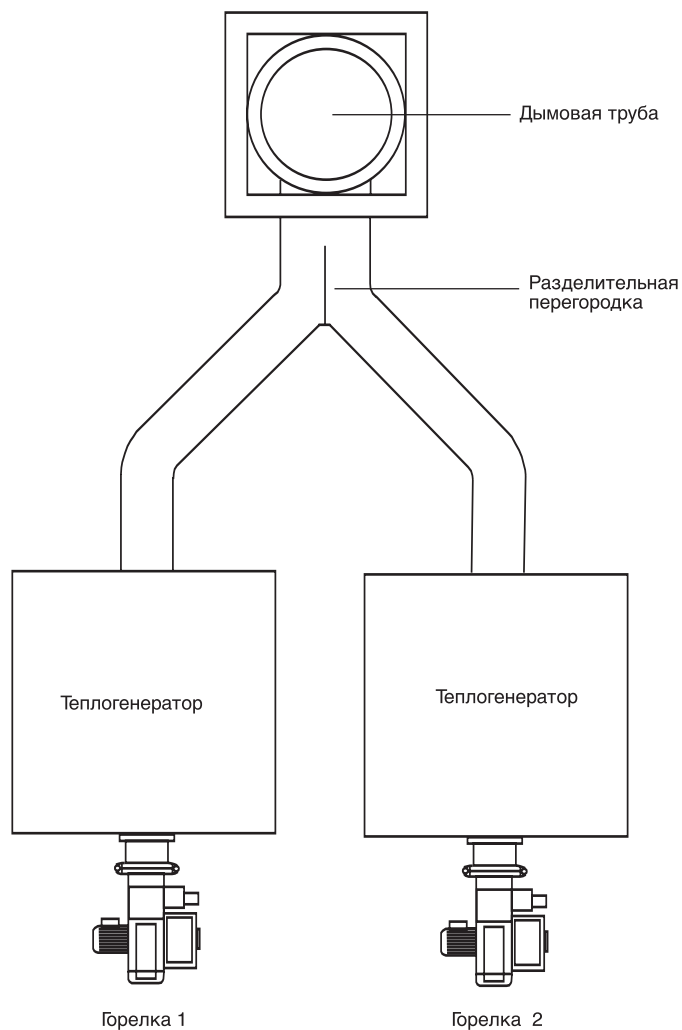 Дымовая труба
Разделительная
перегородка
Теплогенератор
Теплогенератор
Горелка 1
Горелка 2